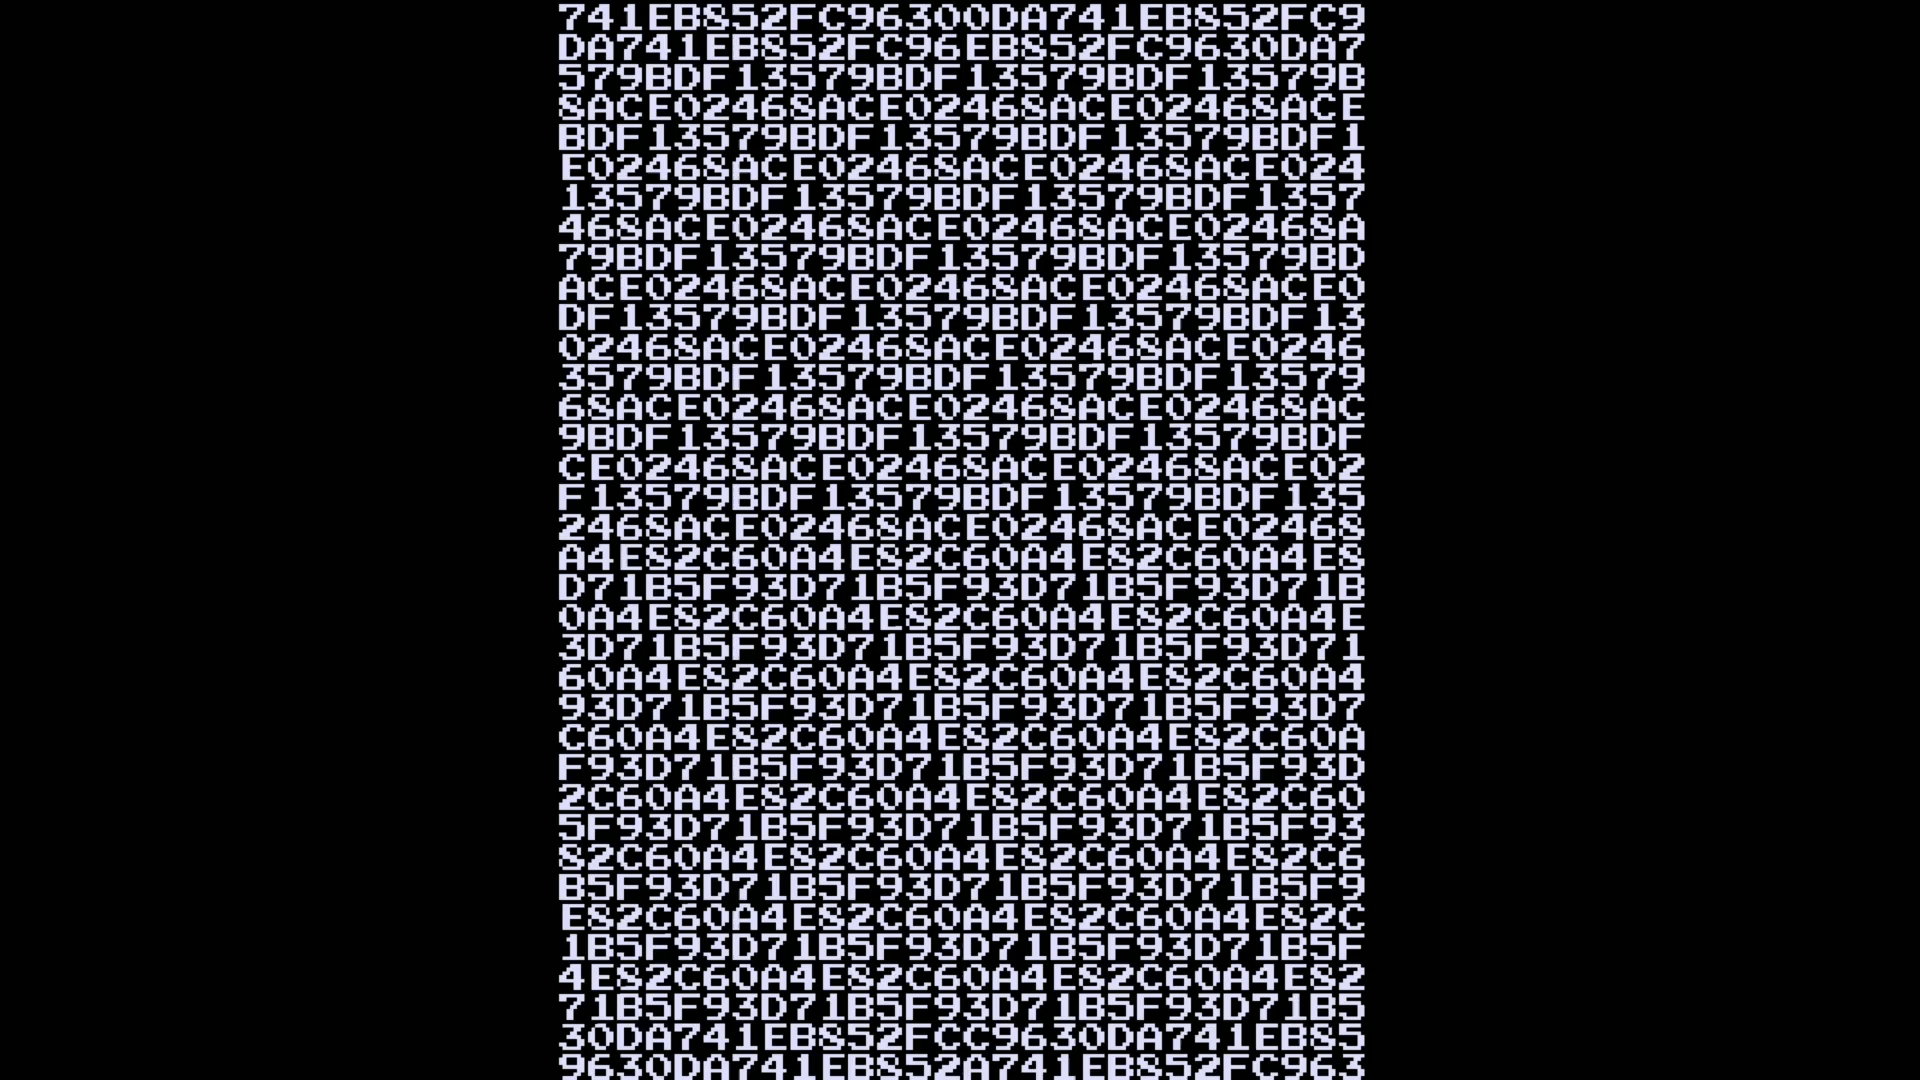 741EB852FC96300DA741EB852FC9
DA741EB852FC96EB852FC9630DA7
579BDF13579BDF13579BDF13579B
8ACE02468ACE02468ACE02468ACE
BDF13579BDF13579BDF13579BDF1
E02468ACE02468ACE02468ACE024
13579BDF13579BDF13579BDF1357
468ACE02468ACE02468ACE02468A
79BDF13579BDF13579BDF13579BD
ACE02468ACE02468ACE02468ACE0
DF13579BDF13579BDF13579BDF13
02468ACE02468ACE02468ACE0246
3579BDF13579BDF13579BDF13579
68ACE02468ACE02468ACE02468AC
9BDF13579BDF13579BDF13579BDF
CE02468ACE02468ACE02468ACE02
F13579BDF13579BDF13579BDF135
2468ACE02468ACE02468ACE02468
A4E82C60A4E82C60A4E82C60A4E8
D71B5F93D71B5F93D71B5F93D71B
0A4E82C60A4E82C60A4E82C60A4E
3D71B5F93D71B5F93D71B5F93D71
60A4E82C60A4E82C60A4E82C60A4
93D71B5F93D71B5F93D71B5F93D7
C60A4E82C60A4E82C60A4E82C60A
F93D71B5F93D71B5F93D71B5F93D
2C60A4E82C60A4E82C60A4E82C60
5F93D71B5F93D71B5F93D71B5F93
82C60A4E82C60A4E82C60A4E82C6
B5F93D71B5F93D71B5F93D71B5F9
E82C60A4E82C60A4E82C60A4E82C
1B5F93D71B5F93D71B5F93D71B5F
4E82C60A4E82C60A4E82C60A4E82
71B5F93D71B5F93D71B5F93D71B5
30DA741EB852FCC9630DA741EB85
9630DA741EB852A741EB852FC963